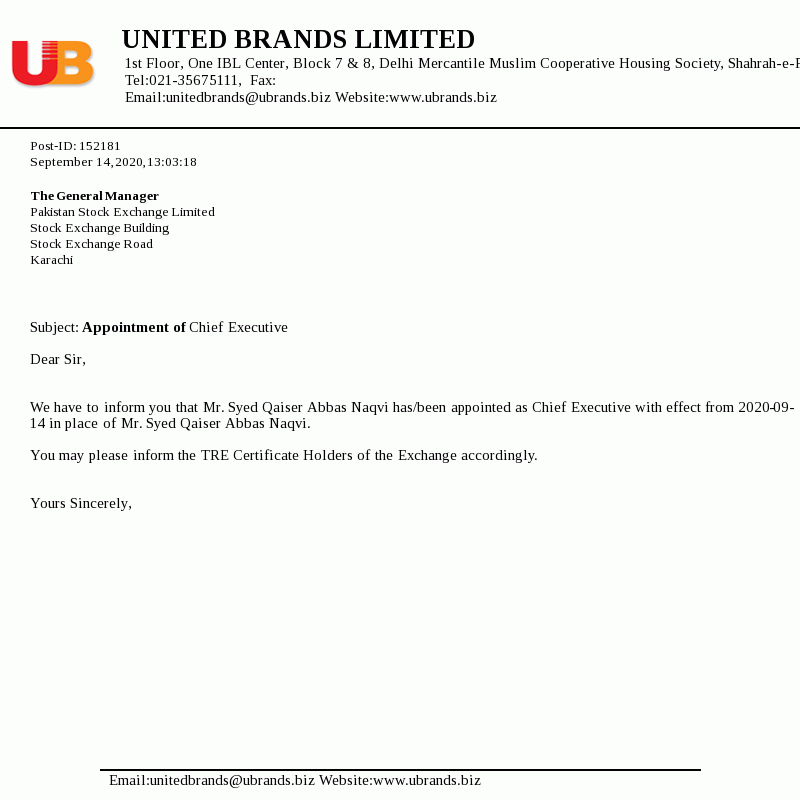 UB
UNITED BRANDS LIMITED
1st Floor, One IBL Center, Block 7 & 8, Delhi Mercantile Muslim Cooperative Housing Society, Shahrah-e-
Tel:021-35675111, Fax:
Email:unitedbrands@ubrands.biz Website:www.ubrands.biz
Post-ID: 152181
September 14,2020,13:03:18
The General Manager
Pakistan Stock Exchange Limited
Stock Exchange Building
Stock Exchange Road
Karachi
Subject: Appointment of Chief Executive
Dear Sir,
We have to inform you that Mr. Syed Qaiser Abbas Naqvi has/been appointed as Chief Executive with effect from 2020-09-
14 in place of Mr. Syed Qaiser Abbas Naqvi.
You may please inform the TRE Certificate Holders of the Exchange accordingly.
Yours Sincerely,
Email:unitedbrands@ubrands.biz Website:www.ubrands.biz